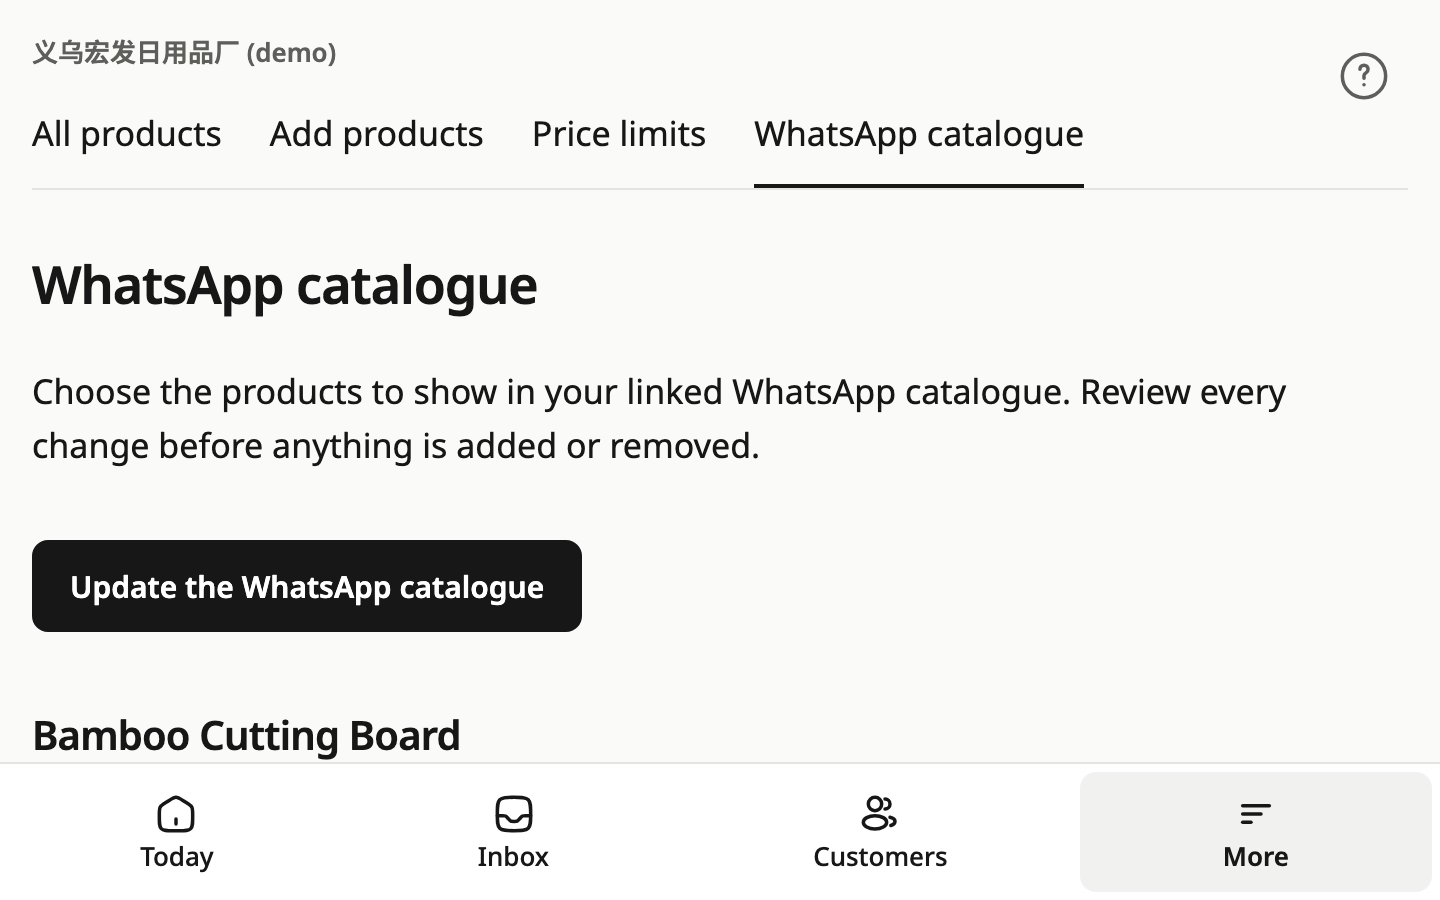 义乌宏发日用品厂 (demo)
?
All products
Add products
Price limits
WhatsApp catalogue
WhatsApp catalogue
Choose the products to show in your linked WhatsApp catalogue. Review every
change before anything is added or removed.
Update the WhatsApp catalogue
Bamboo Cutting Board
Today
Inbox
Customers
More